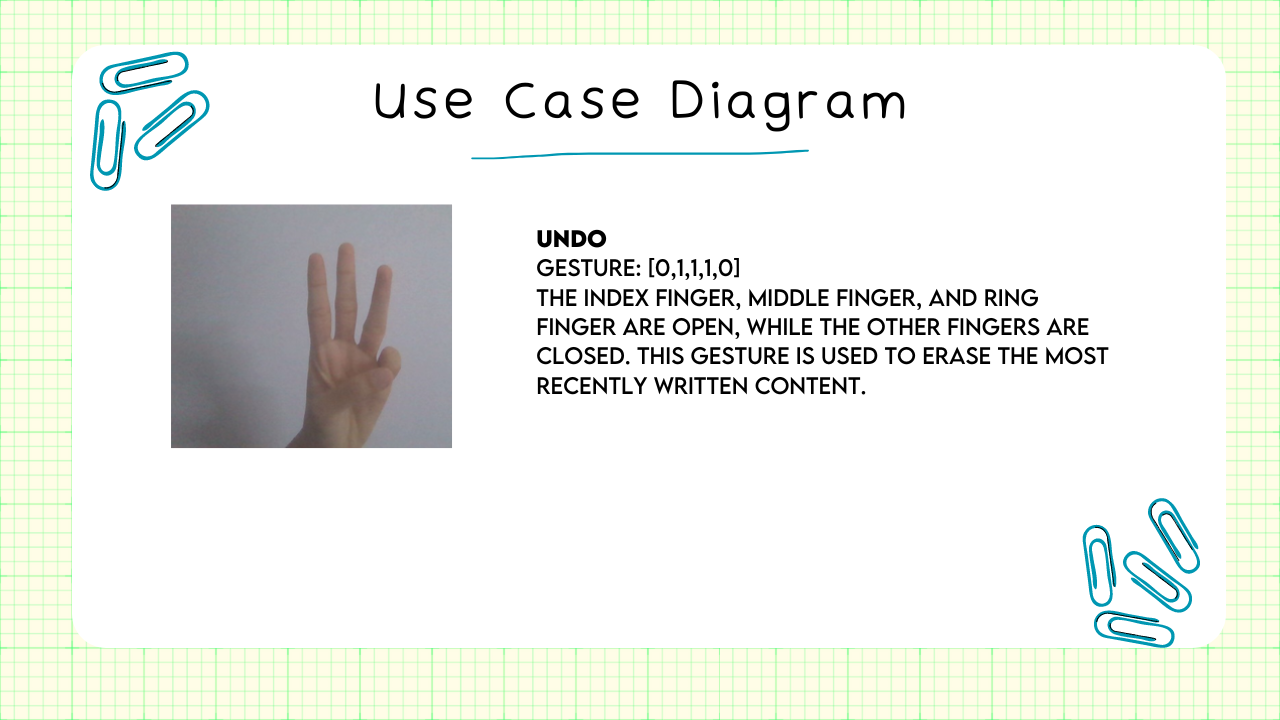 Use Case Diagram
UNDO
GESTURE: [0,1,1,1,0]
THE INDEX FINGER, MIDDLE FINGER, AND RING
FINGER ARE OPEN, WHILE THE OTHER FINGERS ARE
CLOSED. THIS GESTURE IS USED TO ERASE THE MOST
RECENTLY WRITTEN CONTENT.